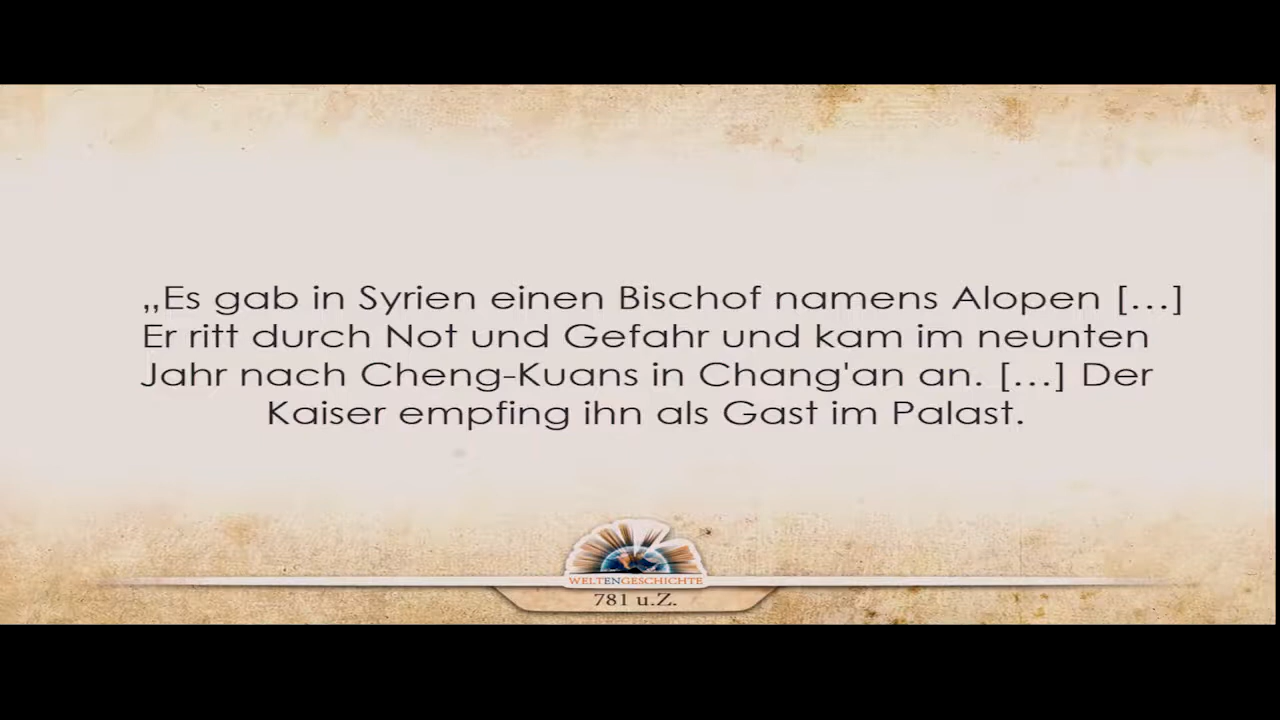 „Es gab in Syrien einen Bischof namens Alopen [...]
Er ritt durch Not und Gefahr und kam im neunten
Jahr nach Cheng-Kuans in Chang'an an. [...] Der
Kaiser empfing ihn als Gast im Palast.
WELTENGESCHICHTE
781 u.Z.